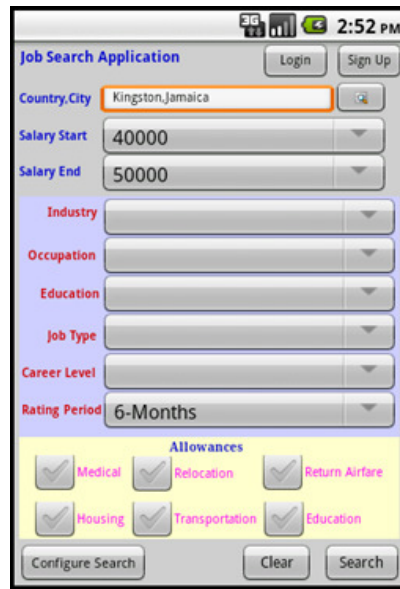 3G 2:52 PM
Job Search Application Login Sign Up
Country,City Kingston,Jamaica
Salary Start 40000
Salary End 50000
Industry
Occupation
Education
Job Type
Career Level
Rating Period 6-Months
Allowances
Medical Relocation Return Airfare
Housing Transportation Education
Configure Search Clear Search